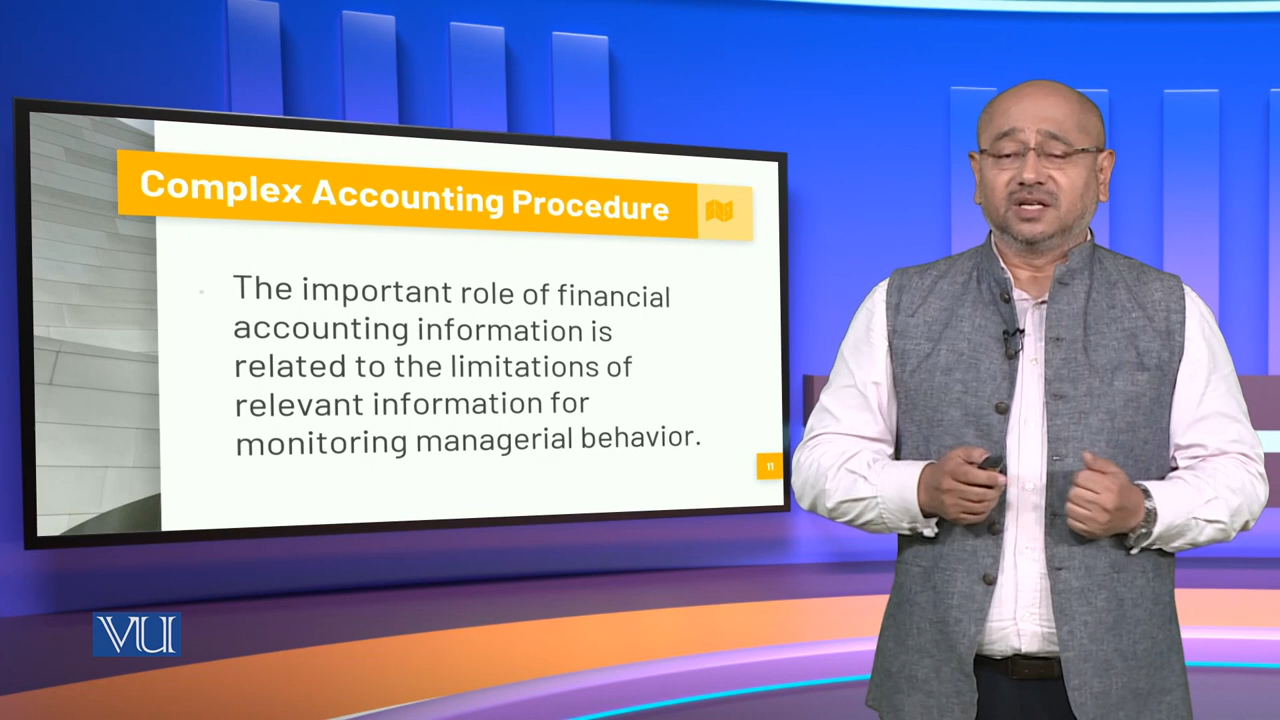 Complex Accounting Procedure
The important role of financial
accounting information is
related to the limitations of
relevant information for
monitoring managerial behavior.
11
VU